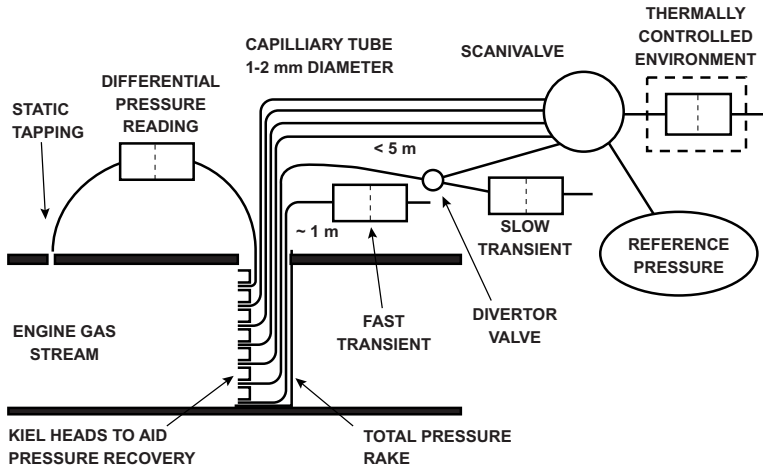 THERMALLY
CONTROLLED
ENVIRONMENT
CAPILLIARY TUBE
1-2 mm DIAMETER
SCANIVALVE
DIFFERENTIAL
PRESSURE
READING
STATIC
TAPPING
< 5 m
~ 1 m
SLOW
TRANSIENT
REFERENCE
PRESSURE
ENGINE GAS
STREAM
FAST
TRANSIENT
DIVERTOR
VALVE
KIEL HEADS TO AID
PRESSURE RECOVERY
TOTAL PRESSURE
RAKE